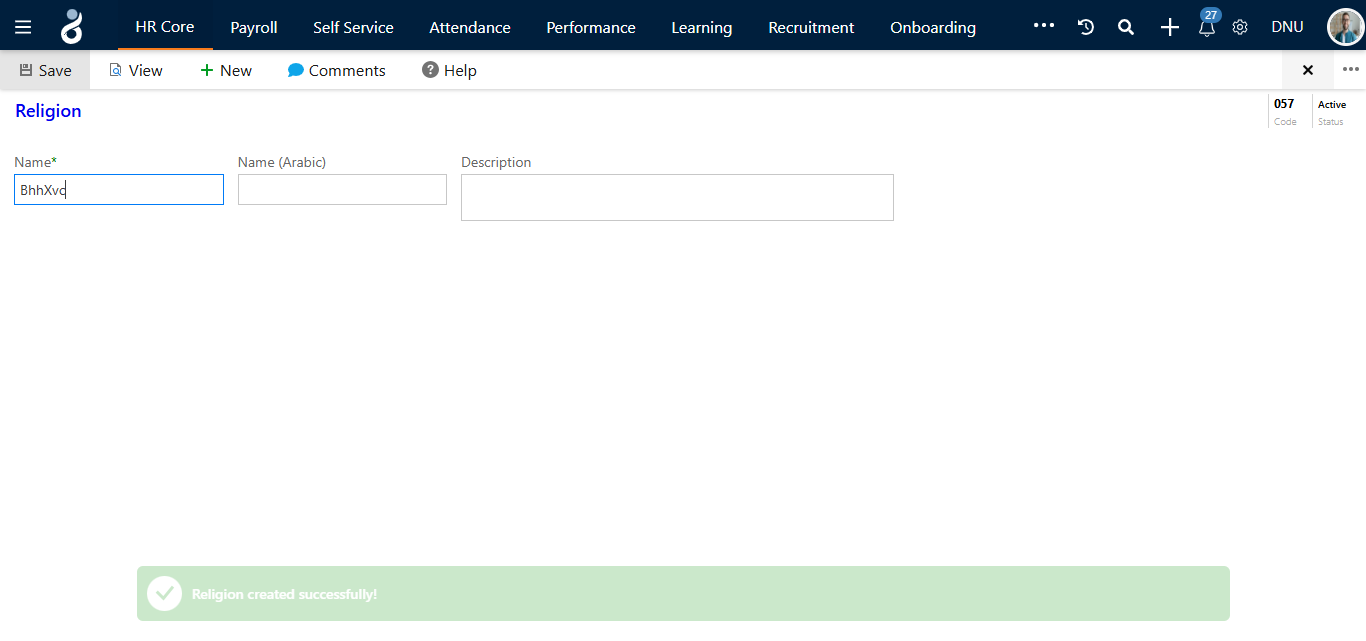 HR Core Payroll Self Service Attendance Performance Learning Recruitment Onboarding ••• 27 DNU
Save View New Comments ? Help •••
Religion
057 Active
Code Status
Name* Name (Arabic) Description
BhhXvc
Religion created successfully!